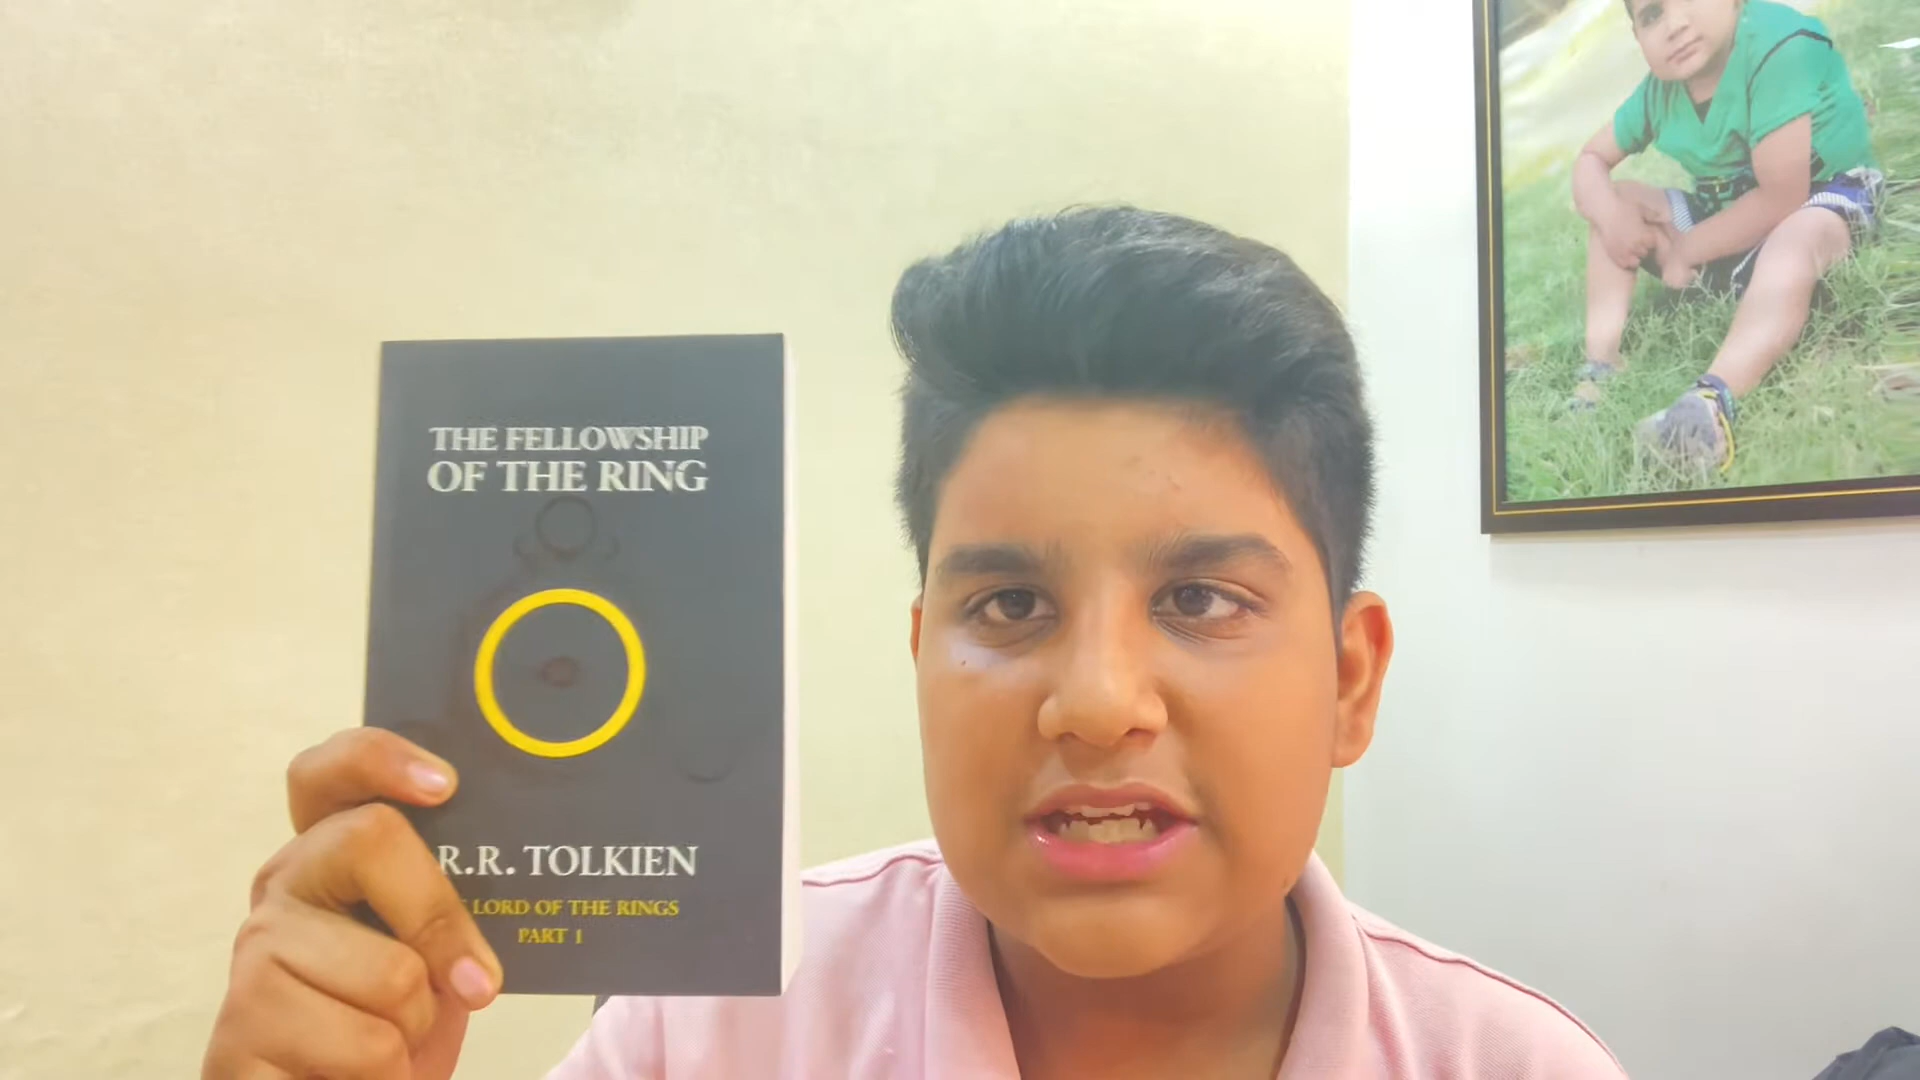 THE FELLOWSHIP
OF THE RING
R.R. TOLKIEN
LORD OF THE RINGS
PART 1